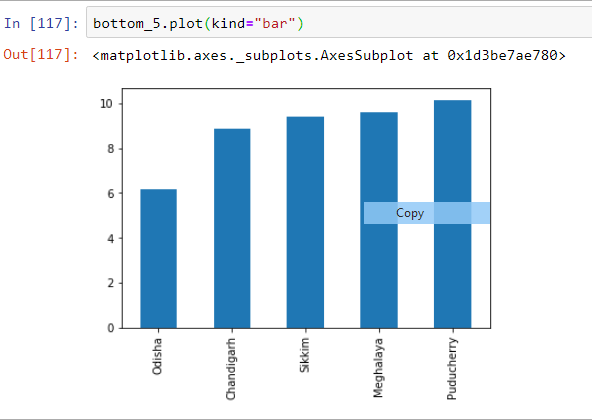 In [117]: bottom_5.plot(kind="bar")
Out[117]: <matplotlib.axes._subplots.AxesSubplot at 0x1d3be7ae780>
10
8
6
Copy
4
2
0
Odisha
Chandigarh
Sikkim
Meghalaya
Puducherry